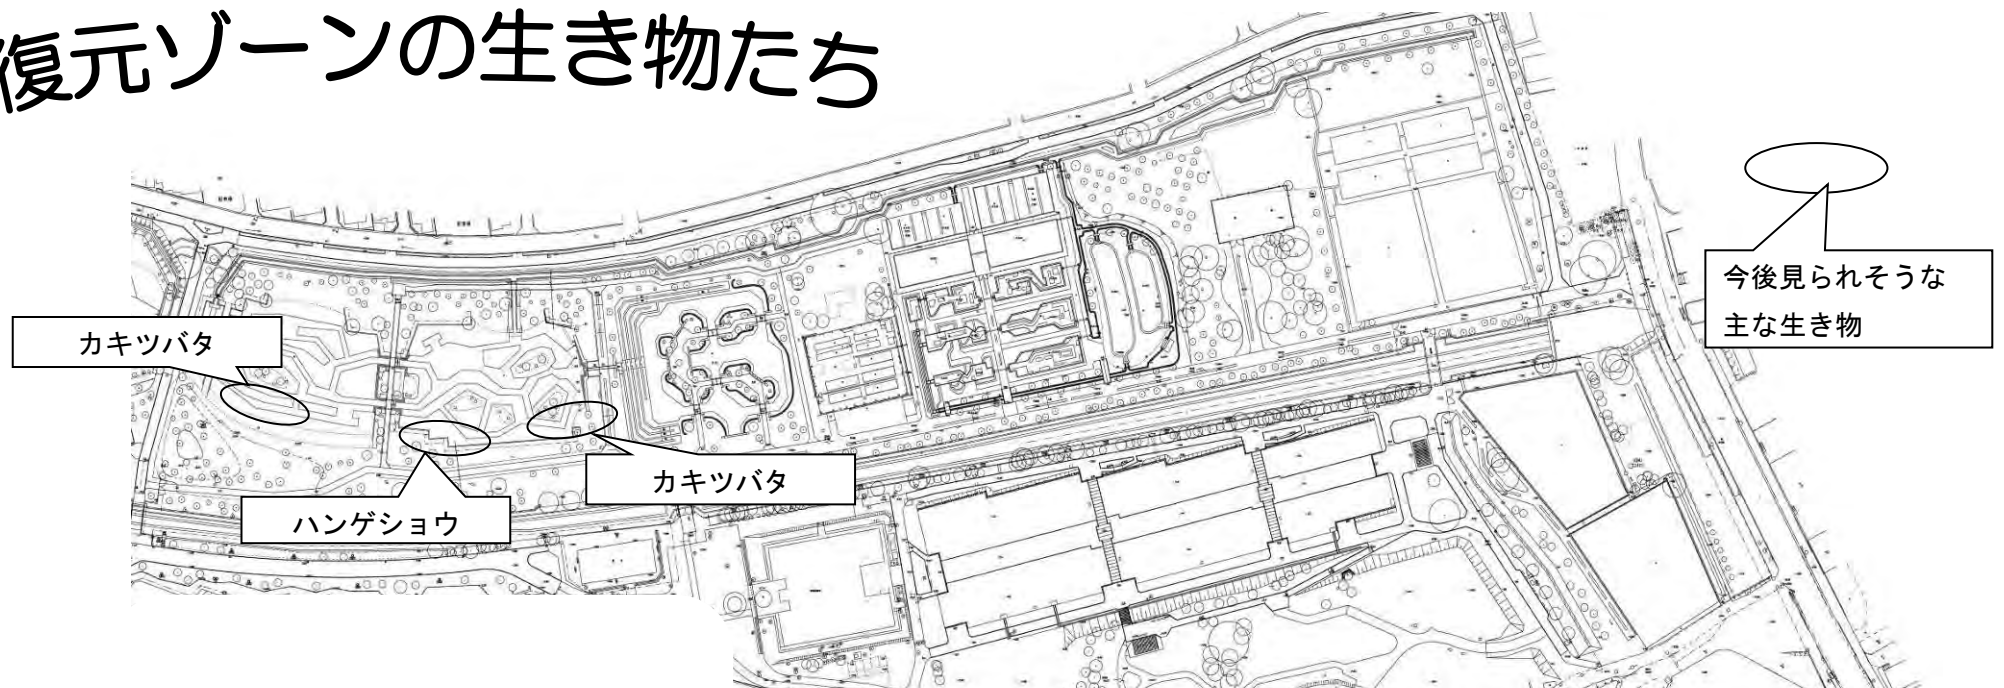 復元ゾーンの生き物たち
今後見られそうな
主な生き物
カキツバタ
カキツバタ
ハンゲショウ